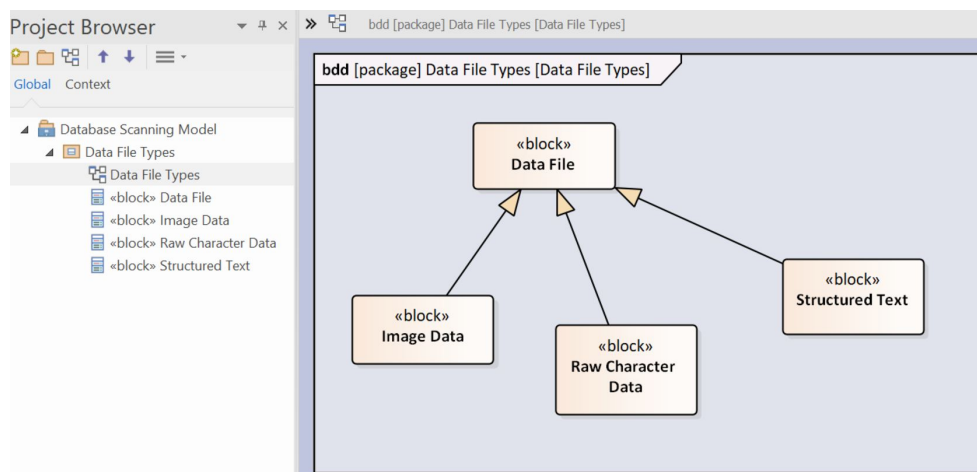 Project Browser
Global Context
Database Scanning Model
Data File Types
Data File Types
«block» Data File
«block» Image Data
«block» Raw Character Data
«block» Structured Text
bdd [package] Data File Types [Data File Types]
bdd [package] Data File Types [Data File Types]
«block»
Data File
«block»
Structured Text
«block»
Image Data
«block»
Raw Character
Data